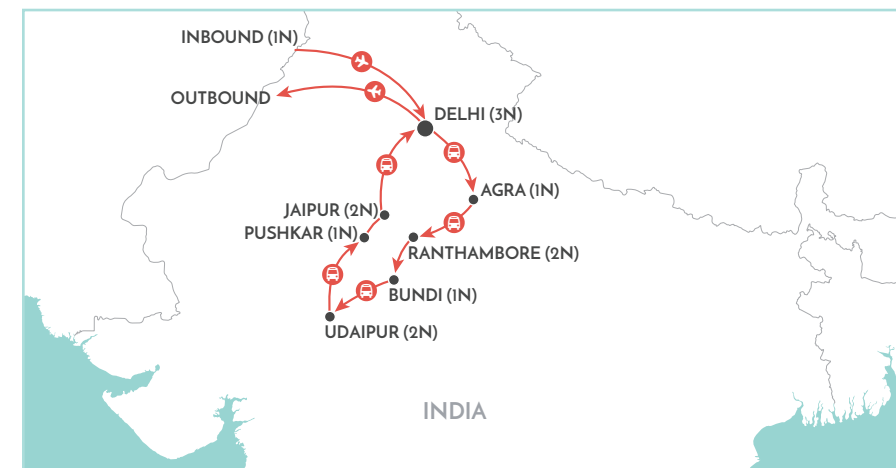 INBOUND (1N)
OUTBOUND
DELHI (3N)
AGRA (1N)
JAIPUR (2N)
PUSHKAR (1N)
RANTHAMBORE (2N)
BUNDI (1N)
UDAIPUR (2N)
INDIA